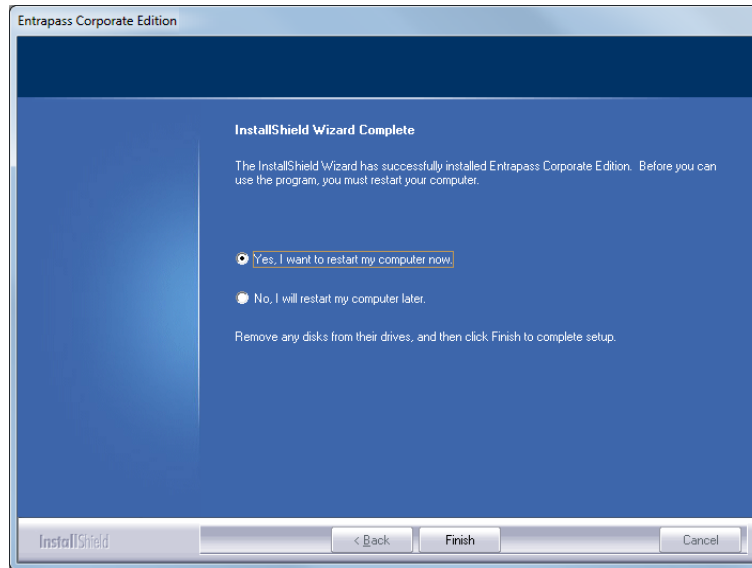 Entrapass Corporate Edition
InstallShield Wizard Complete
The InstallShield Wizard has successfully installed Entrapass Corporate Edition. Before you can
use the program, you must restart your computer.
Yes, I want to restart my computer now.
No, I will restart my computer later.
Remove any disks from their drives, and then click Finish to complete setup.
InstallShield
< Back
Finish
Cancel